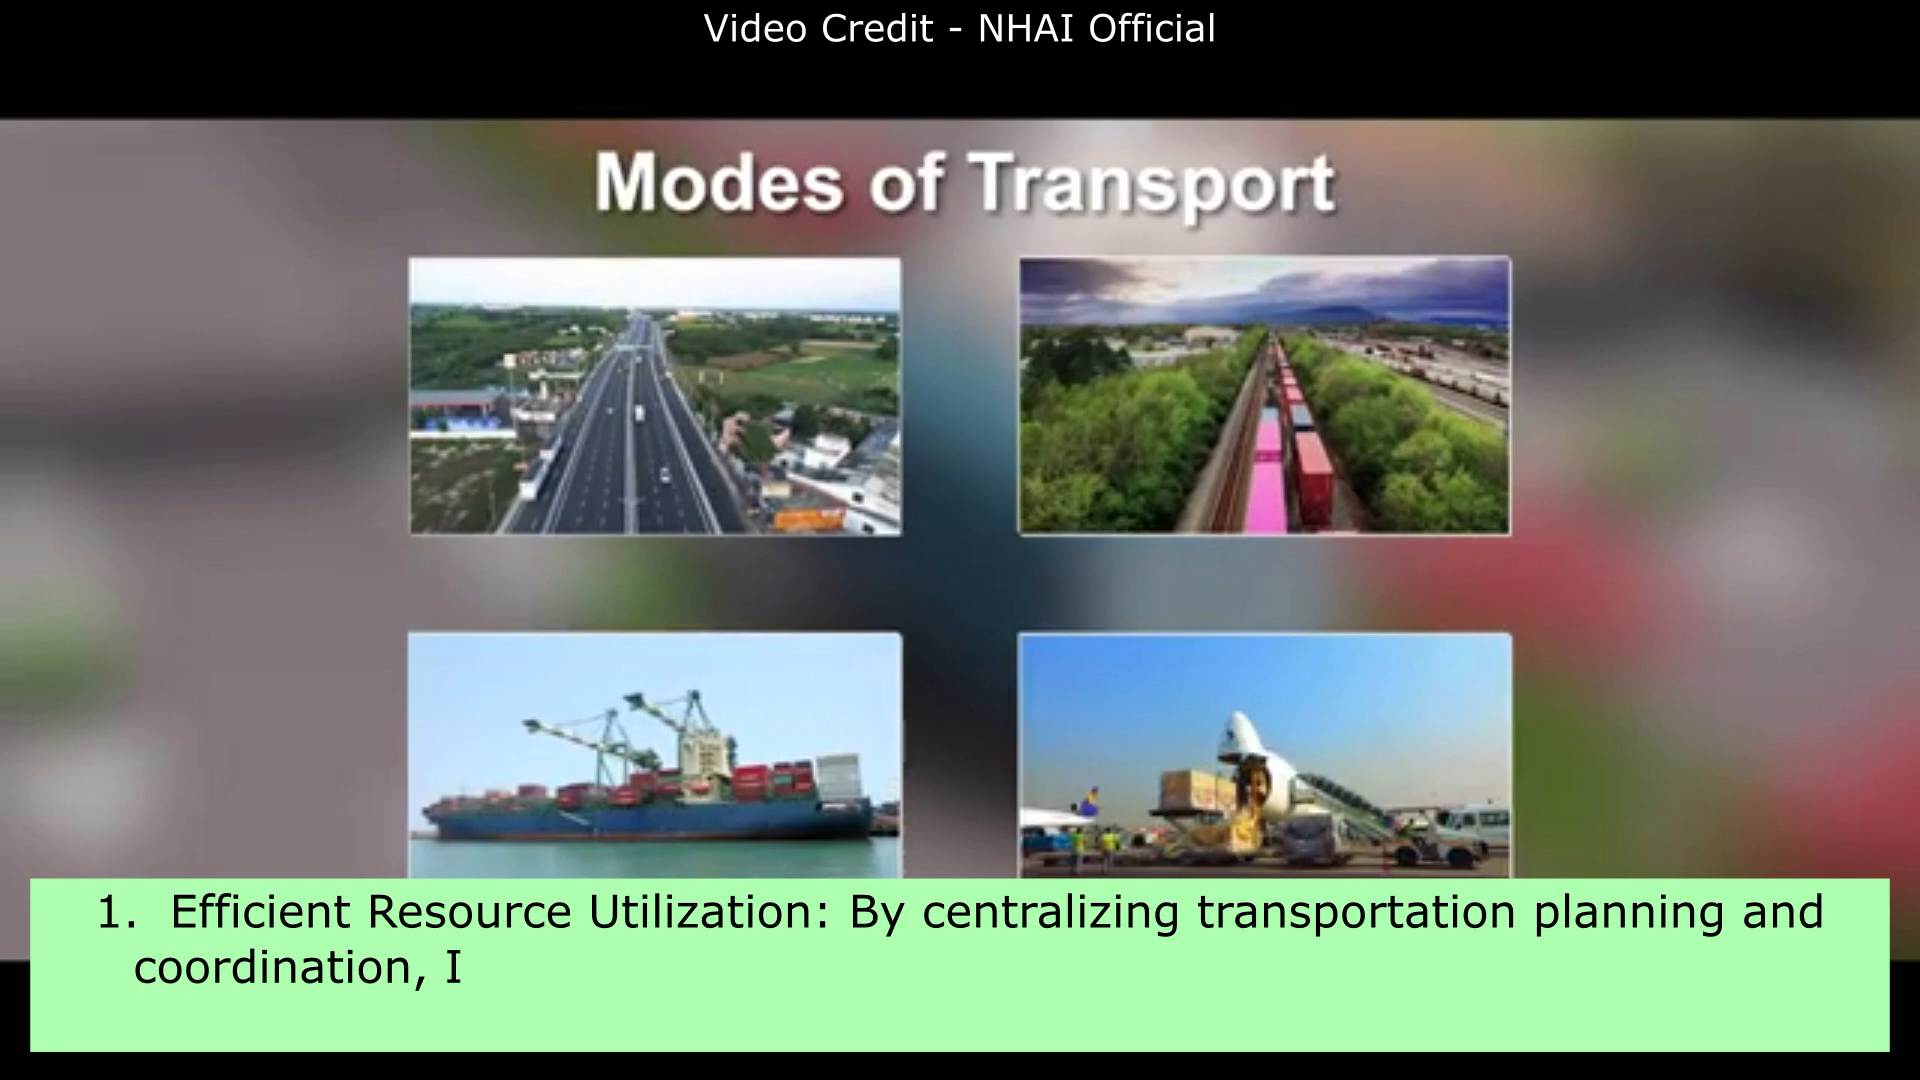 Video Credit - NHAI Official
Modes of Transport
1. Efficient Resource Utilization: By centralizing transportation planning and
coordination, I